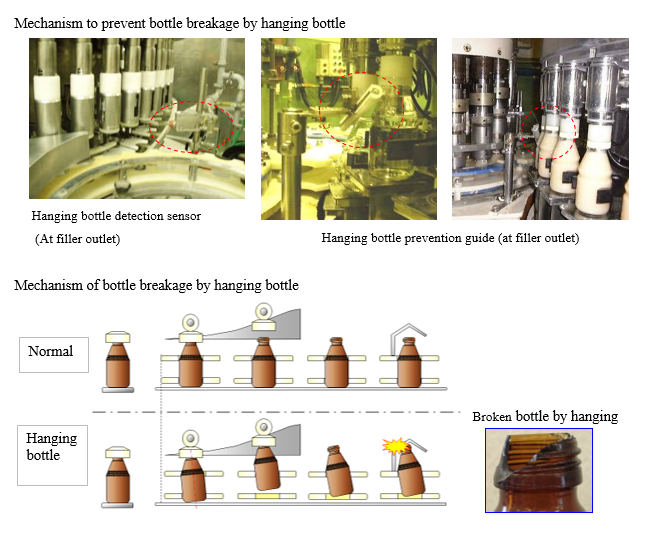 Mechanism to prevent bottle breakage by hanging bottle
Hanging bottle detection sensor
(At filler outlet)
Hanging bottle prevention guide (at filler outlet)
Mechanism of bottle breakage by hanging bottle
Normal
Hanging
bottle
Broken bottle by hanging